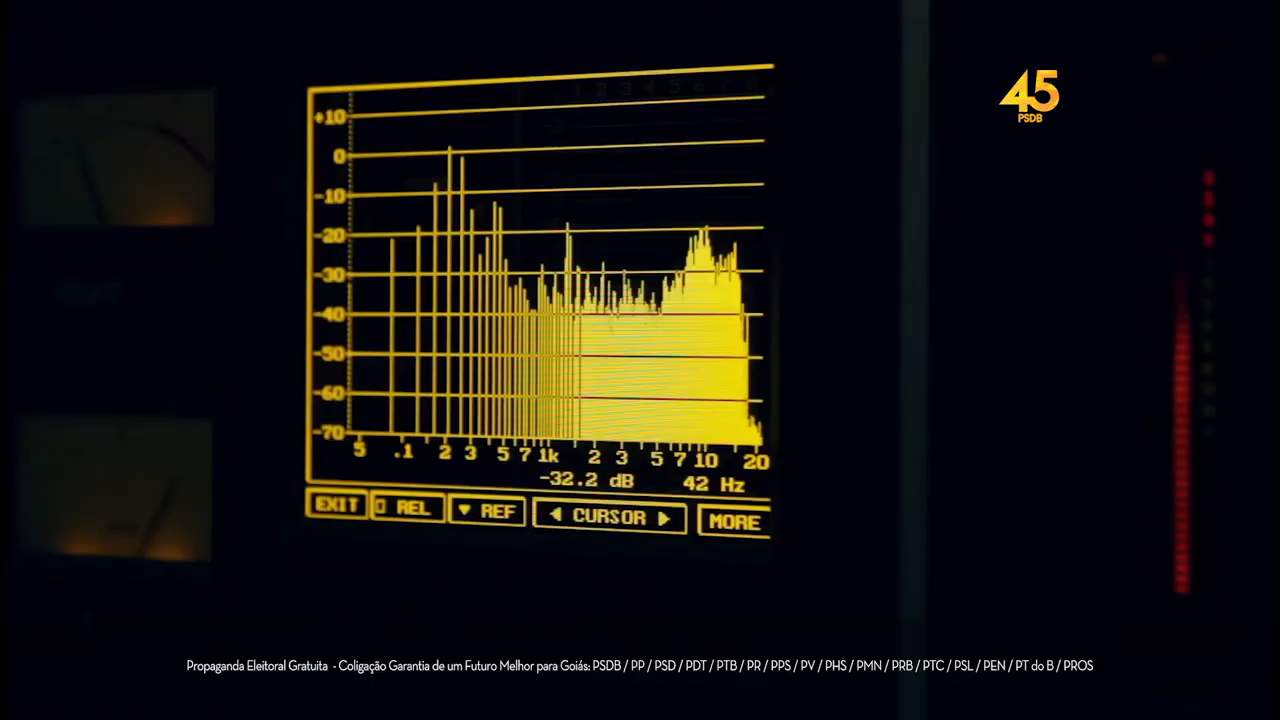 45
PSDB
+10
0
-10
-20
-30
-40
-50
-60
-70
5 .1 2 3 5 7 1k 2 3 5 7 10 20
-32.2 dB 42 Hz
EXIT REL ▼ REF ◀ CURSOR ▶ MORE
Propaganda Eleitoral Gratuita - Coligação Garantia de um Futuro Melhor para Goiás: PSDB / PP / PSD / PDT / PTB / PR / PPS / PV / PHS / PMN / PRB / PTC / PSL / PEN / PT do B / PROS